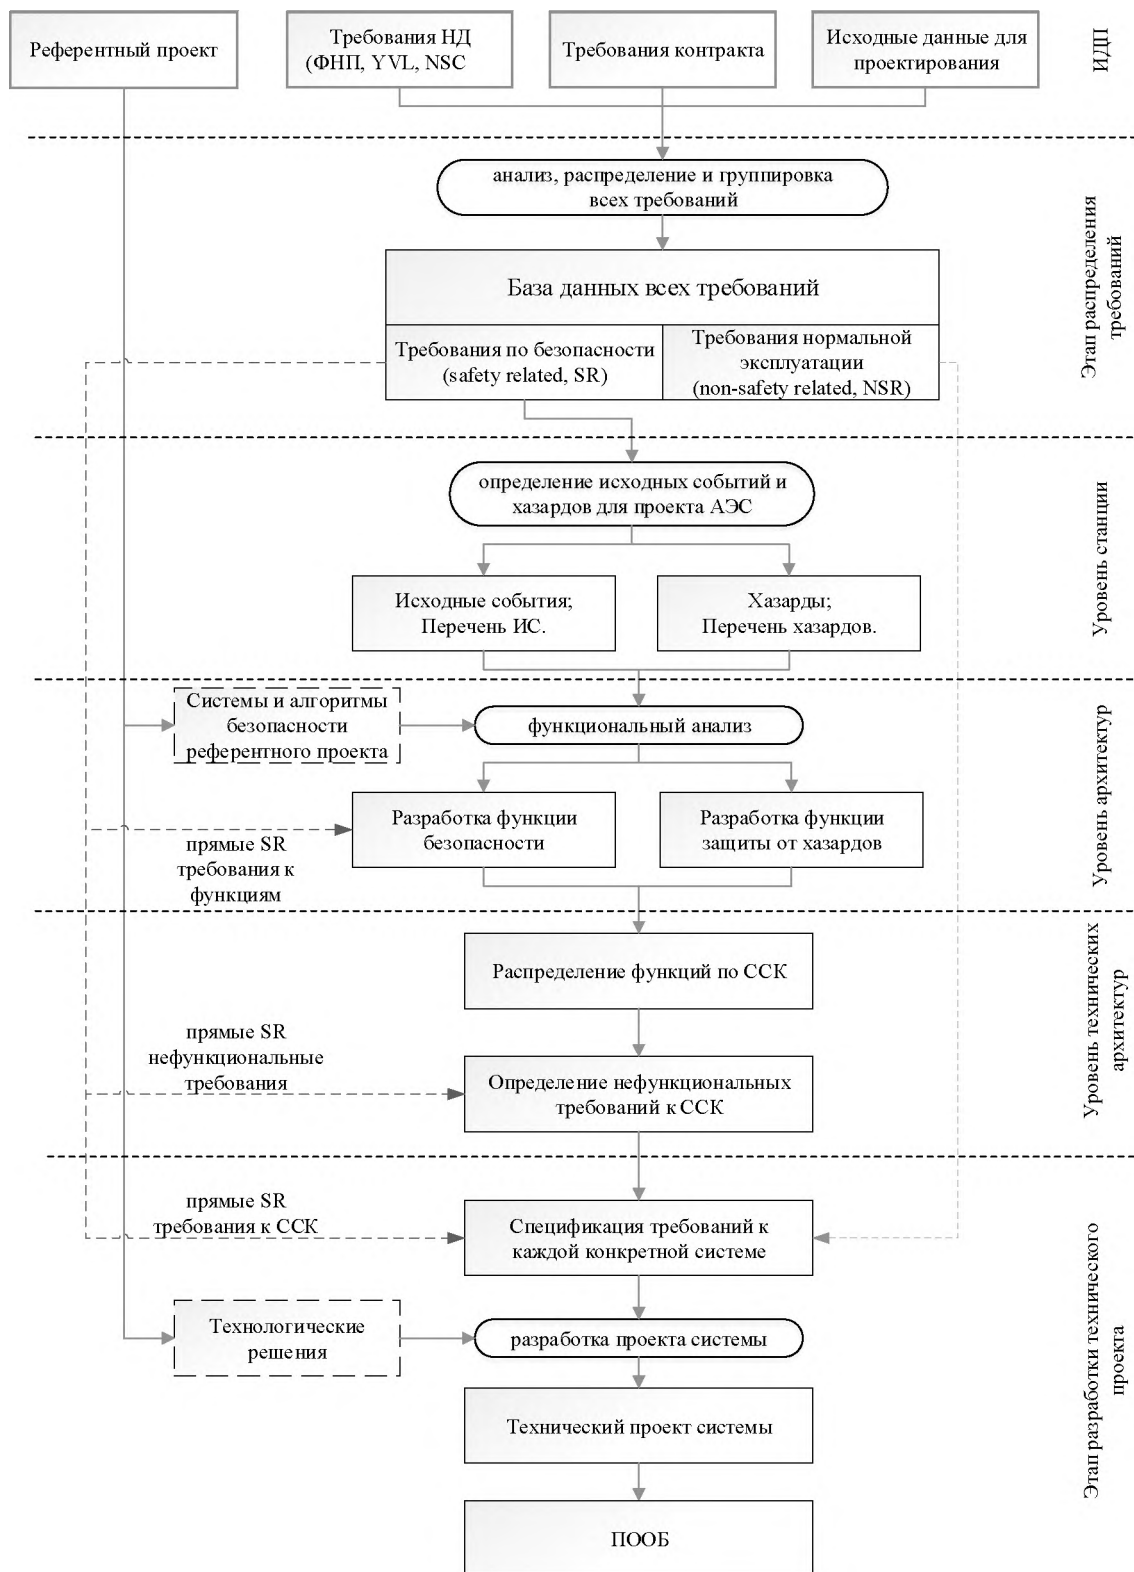 Референтный проект
Требования НД
(ФНП, YVL, NSC
Требования контракта
Исходные данные для
проектирования
ИДП
анализ, распределение и группировка
всех требований
База данных всех требований
Требования по безопасности
(safety related, SR)
Требования нормальной
эксплуатации
(non-safety related, NSR)
Этап распределения
требований
определение исходных событий и
хазардов для проекта АЭС
Исходные события;
Перечень ИС.
Хазарды;
Перечень хазардов.
Уровень станции
Системы и алгоритмы
безопасности
референтного проекта
функциональный анализ
Разработка функции
безопасности
Разработка функции
защиты от хазардов
прямые SR
требования к
функциям
Уровень архитектур
Распределение функций по ССК
прямые SR
нефункциональные
требования
Определение нефункциональных
требований к ССК
Уровень технических
архитектур
прямые SR
требования к ССК
Спецификация требований к
каждой конкретной системе
Технологические
решения
разработка проекта системы
Технический проект системы
ПООБ
Этап разработки технического
проекта